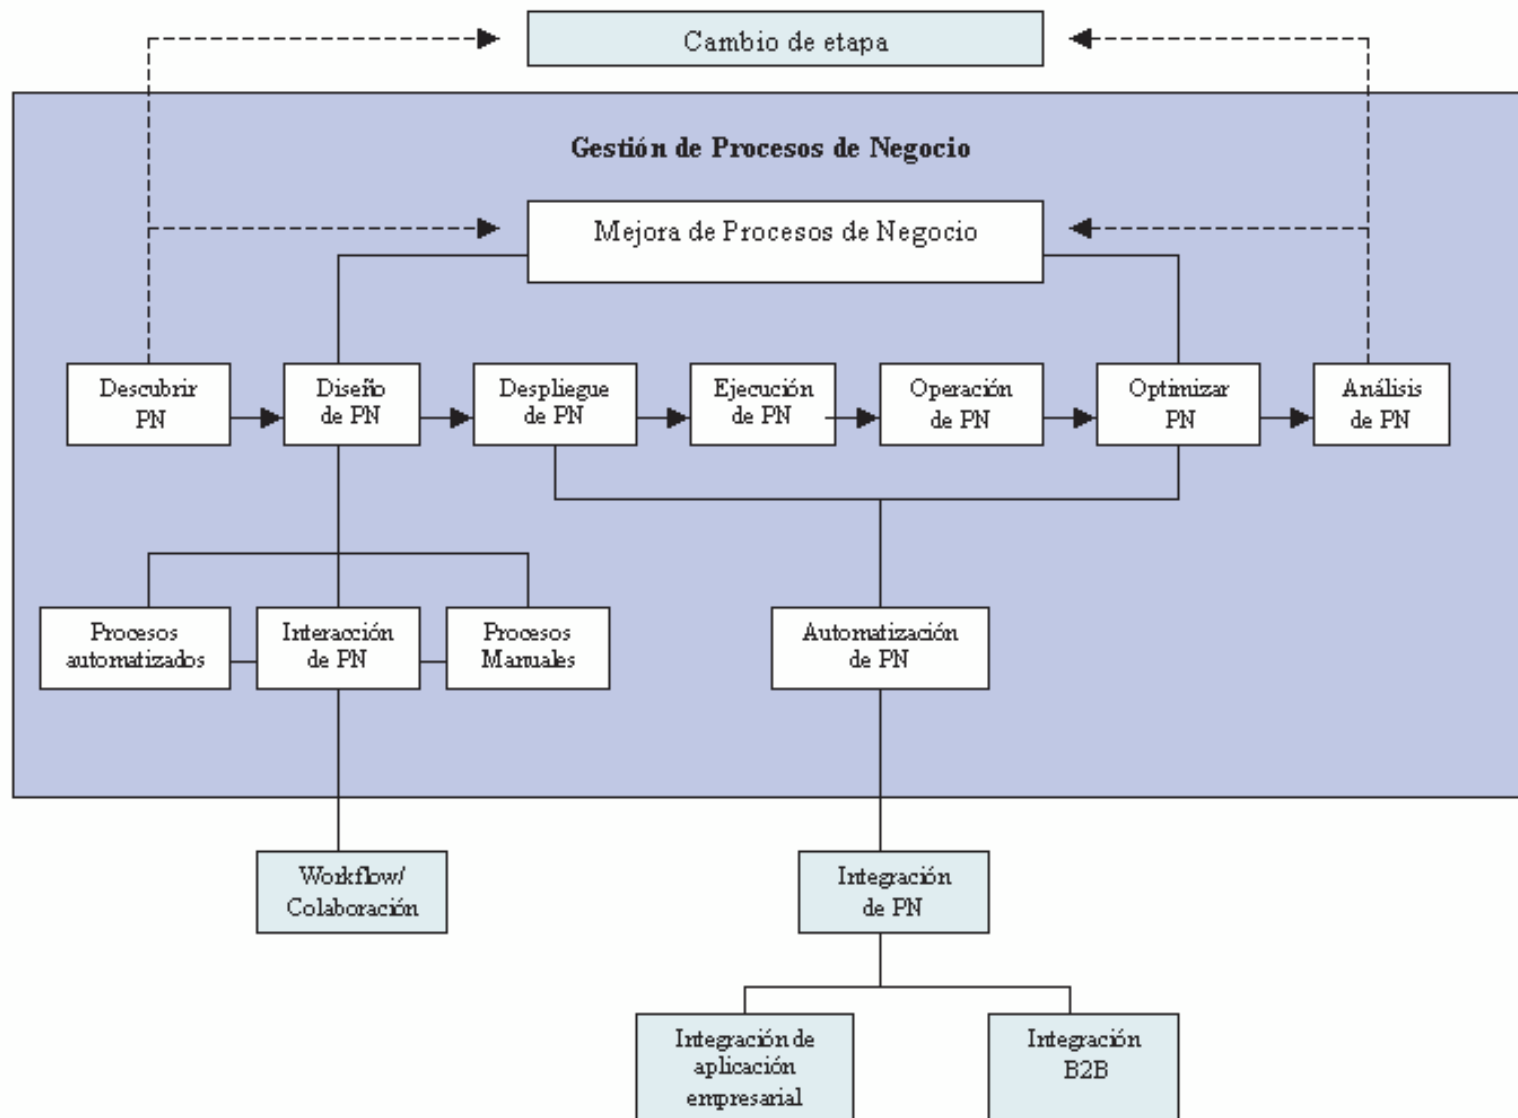 Cambio de etapa
Gestión de Procesos de Negocio
Mejora de Procesos de Negocio
Descubrir
PN
Diseño
de PN
Despliegue
de PN
Ejecución
de PN
Operación
de PN
Optimizar
PN
Análisis
de PN
Procesos
automatizados
Interacción
de PN
Procesos
Manuales
Automatización
de PN
Workflow/
Colaboración
Integración
de PN
Integración de
aplicación
empresarial
Integración
B2B